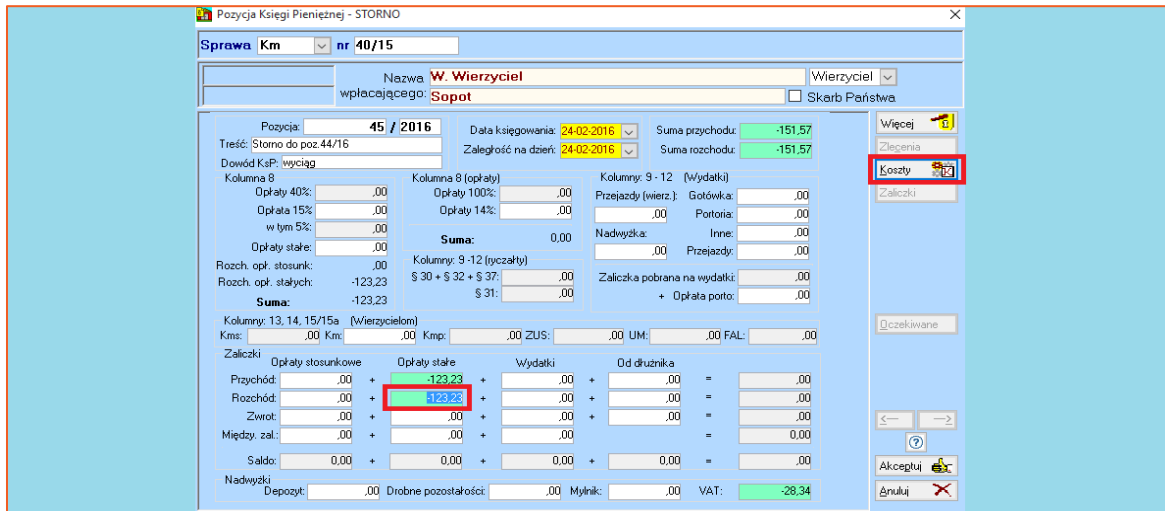 Pozycja Księgi Pieniężnej - STORNO
Sprawa Km nr 40/15
Nazwa W. Wierzyciel Wierzyciel
wpłacającego: Sopot Skarb Państwa
Pozycja: 45 / 2016 Data księgowania: 24-02-2016 Suma przychodu: -151,57 Więcej
Treść: Storno do poz.44/16 Zaległość na dzień: 24-02-2016 Suma rozchodu: -151,57 Zlecenia
Dowód KsP: wyciąg Koszty
Kolumna 8 Kolumna 8 (opłaty) Kolumny: 9 - 12 (Wydatki)
Opłaty 40%: ,00 Opłaty 100%: ,00 Przejazdy (wierz.): Gotówka: ,00 Zaliczki
Opłata 15% ,00 Opłaty 14%: ,00 ,00 Portoria: ,00
w tym 5%: ,00 Suma: 0,00 Nadwyżka: Inne: ,00
Opłaty stałe: ,00 ,00 Przejazdy: ,00
Rozch. opł. stosunk: ,00 Kolumny: 9 -12 (ryczałty)
Rozch. opł. stałych: -123,23 § 30 + § 32 + § 37: ,00 Zaliczka pobrana na wydatki: ,00
Suma: -123,23 § 31: ,00 + Opłata porto: ,00
Kolumny: 13, 14, 15/15a (Wierzycielom)
Kms: ,00 Km: ,00 Kmp: ,00 ZUS: ,00 UM: ,00 FAL: ,00 Oczekiwane
Zaliczki
Opłaty stosunkowe Opłaty stałe Wydatki Od dłużnika
Przychód: ,00 + -123,23 + ,00 + ,00 = ,00
Rozchód: ,00 + -123,23 + ,00 + ,00 = ,00
Zwrot: ,00 + ,00 + ,00 + ,00 = ,00
Między. zal.: ,00 + ,00 + ,00 = 0,00
Saldo: 0,00 + 0,00 + 0,00 + 0,00 = ,00 Akceptuj
Nadwyżki
Depozyt: ,00 Drobne pozostałości: ,00 Mylnik: ,00 VAT: -28,34 Anuluj